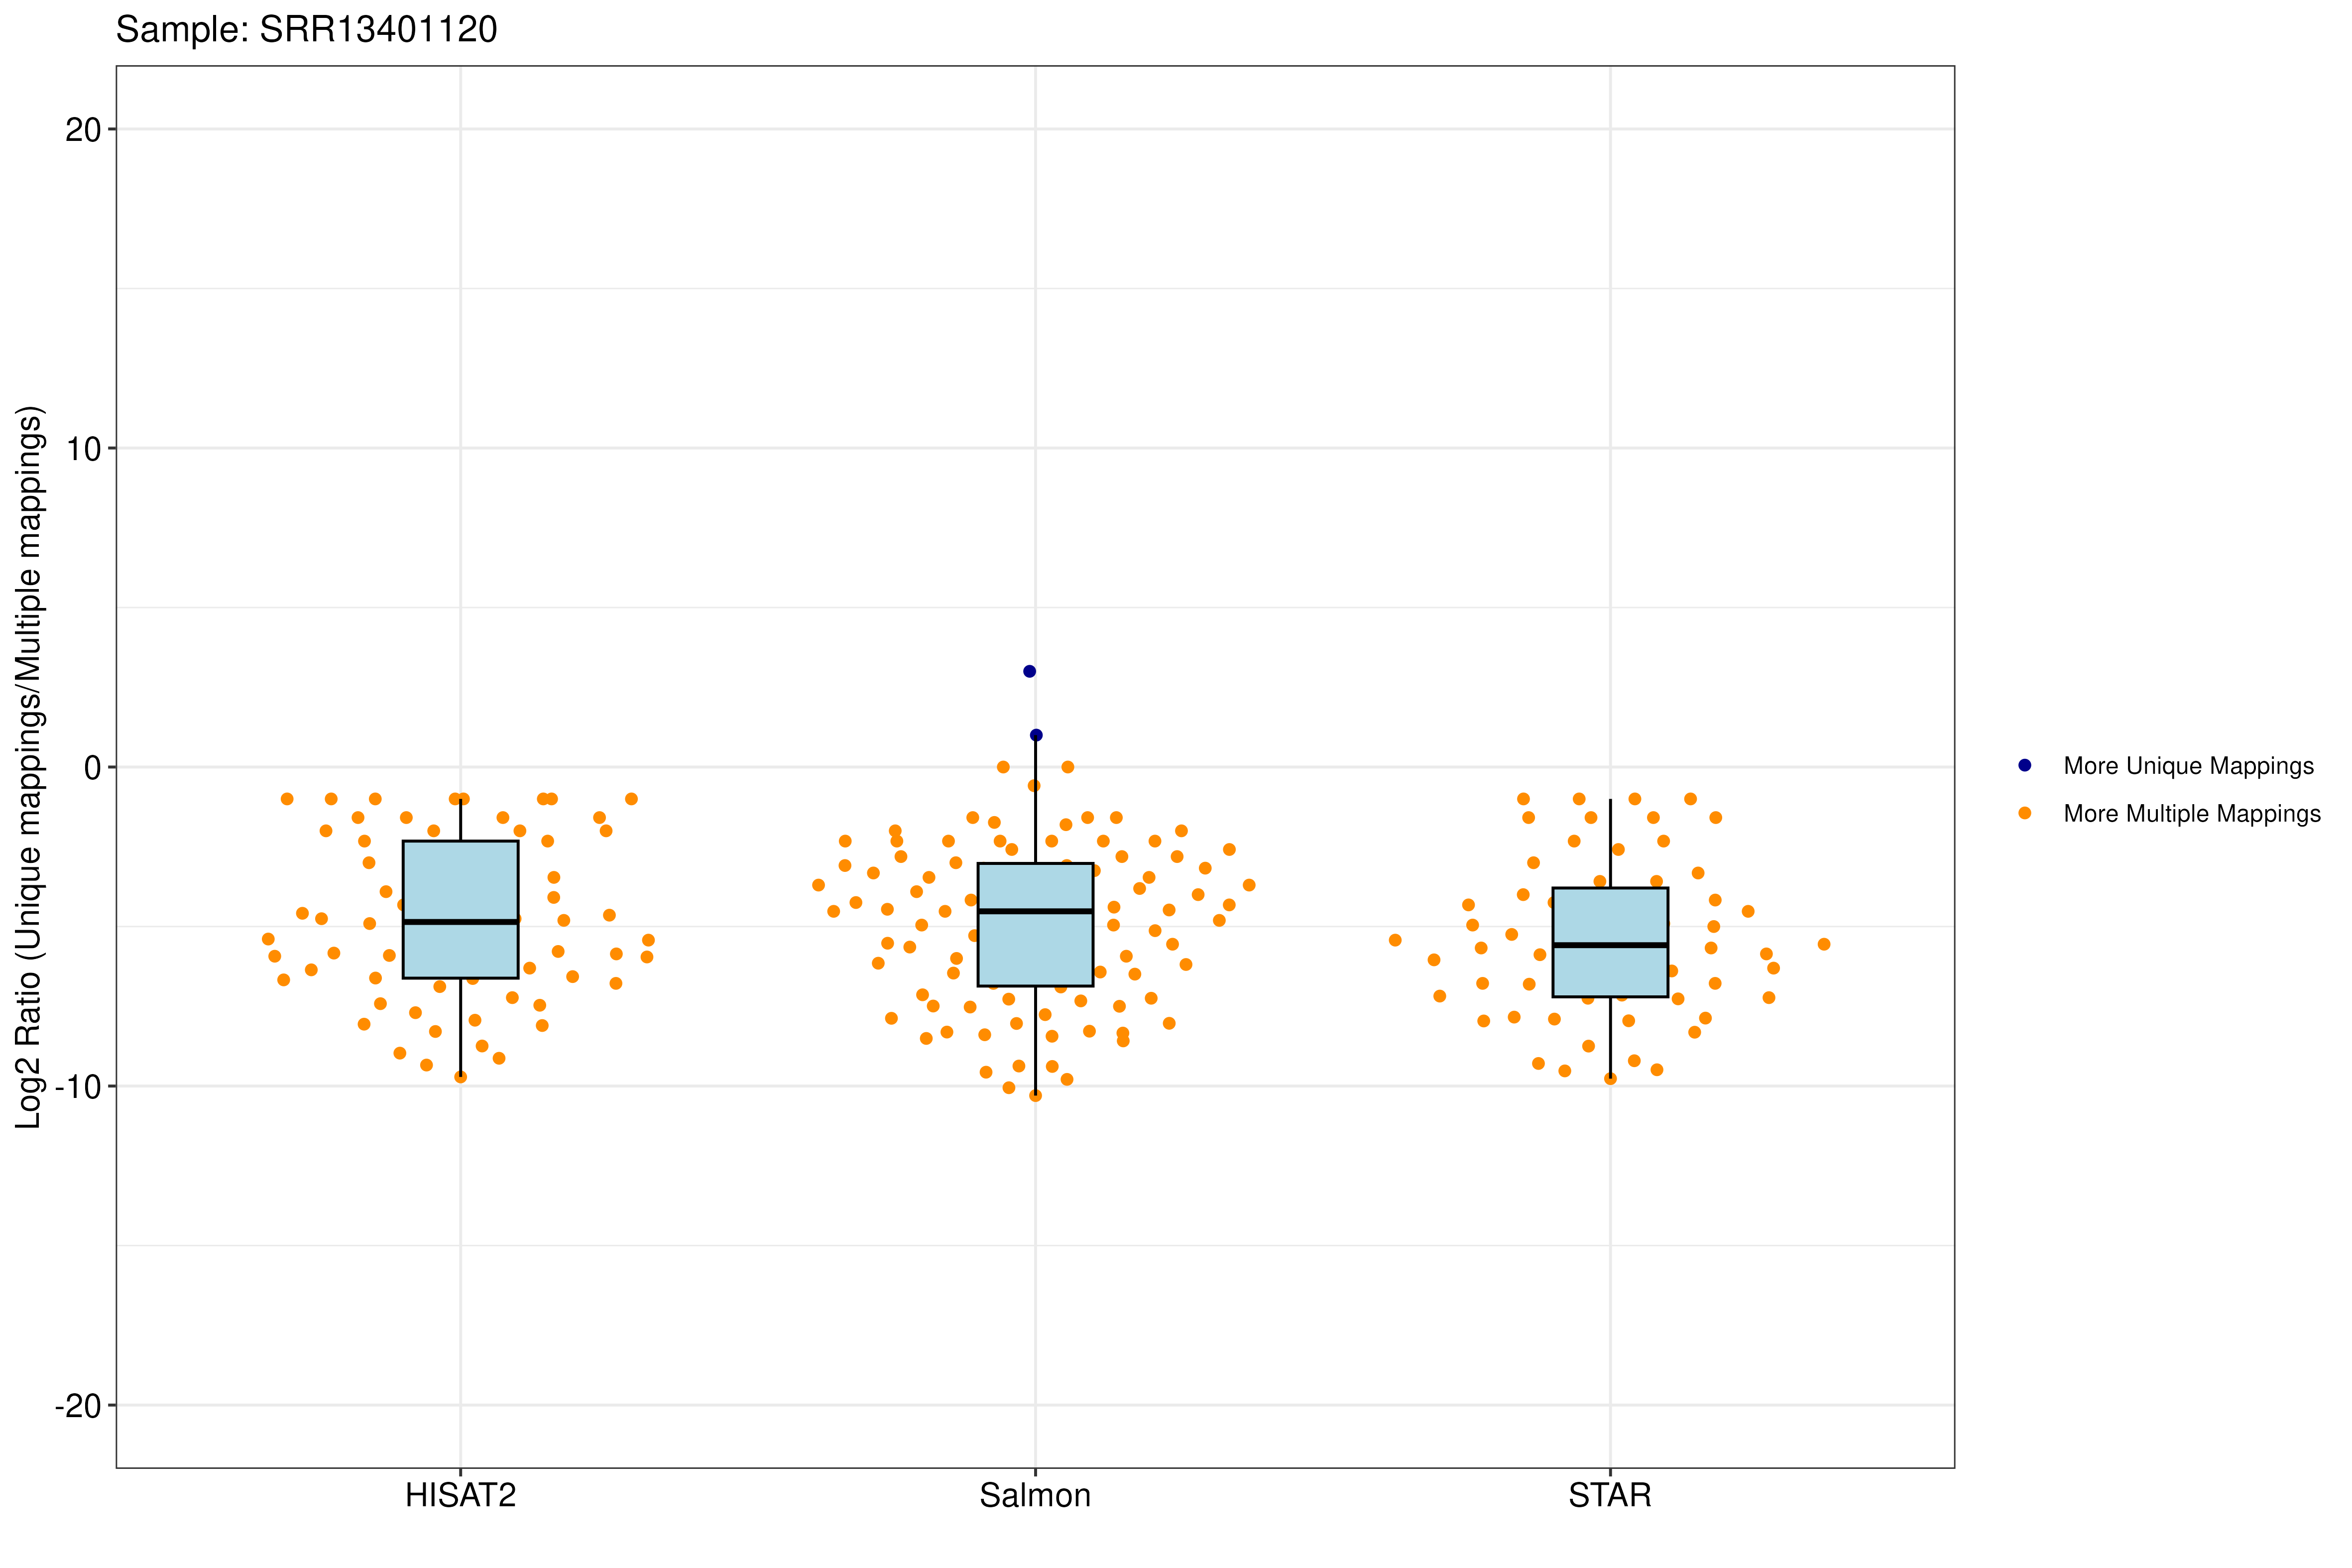 Sample: SRR13401120
Log2 Ratio (Unique mappings/Multiple mappings)
20
10
0
-10
-20
HISAT2
Salmon
STAR
More Unique Mappings
More Multiple Mappings